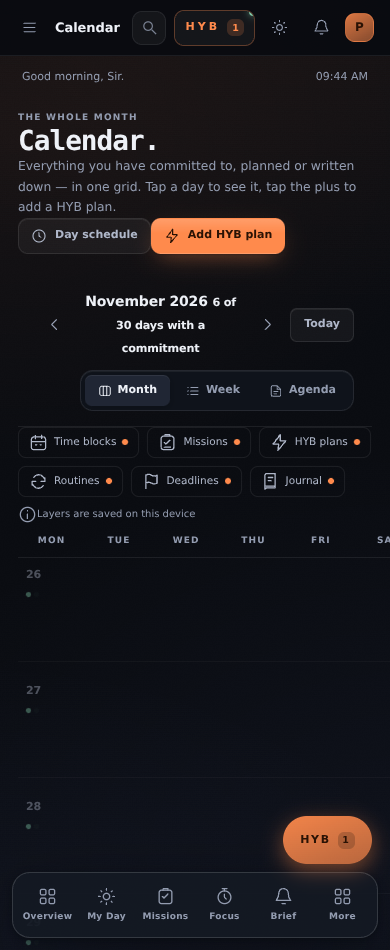 Calendar
HYB 1
P
Good morning, Sir.
09:44 AM
THE WHOLE MONTH
Calendar.
Everything you have committed to, planned or written
down — in one grid. Tap a day to see it, tap the plus to
add a HYB plan.
Day schedule
Add HYB plan
November 2026 6 of
30 days with a
commitment
Today
Month
Week
Agenda
Time blocks
Missions
HYB plans
Routines
Deadlines
Journal
Layers are saved on this device
MON TUE WED THU FRI SA
26
27
28
HYB 1
Overview
My Day
Missions
Focus
Brief
More